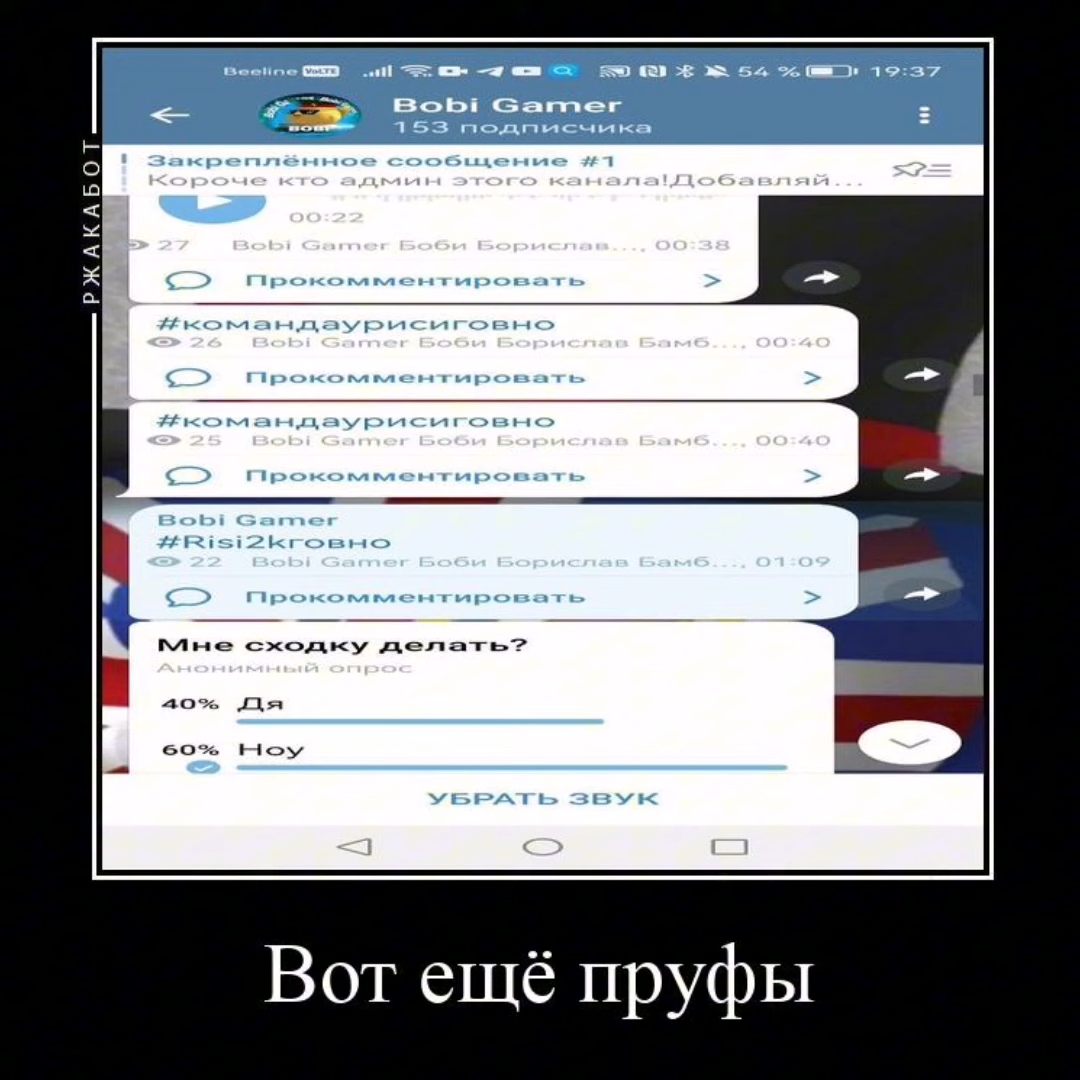 РЖАКАБОТ
Beeline VoLTE 54 % 19:37
Bobi Gamer
153 подписчика
Закреплённое сообщение #1
Короче кто админ этого канала!Добавляй...
00:22
27 Bobi Gamer Боби Борислав..., 00:38
Прокомментировать
#командаурисиговно
26 Bobi Gamer Боби Борислав Бамб..., 00:40
Прокомментировать
#командаурисиговно
25 Bobi Gamer Боби Борислав Бамб..., 00:40
Прокомментировать
Bobi Gamer
#Risi2kговно
22 Bobi Gamer Боби Борислав Бамб..., 01:09
Прокомментировать
Мне сходку делать?
Анонимный опрос
40% Дя
60% Ноу
УБРАТЬ ЗВУК
Вот ещё пруфы